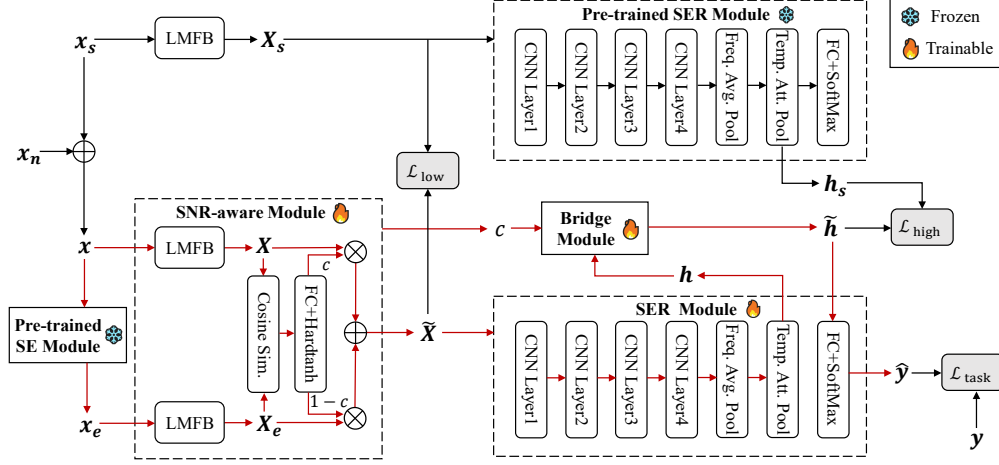 Pre-trained SER Module
Frozen
Trainable
x_s
LMFB
X_s
CNN Layer1
CNN Layer2
CNN Layer3
CNN Layer4
Freq. Avg. Pool
Temp. Att. Pool
FC+SoftMax
x_n
ℒ low
h_s
SNR-aware Module
c
Bridge
Module
h̃
ℒ high
x
LMFB
X
c
h
Pre-trained
SE Module
Cosine Sim.
FC+Hardtanh
X̃
SER Module
CNN Layer1
CNN Layer2
CNN Layer3
CNN Layer4
Freq. Avg. Pool
Temp. Att. Pool
FC+SoftMax
ŷ
ℒ task
1 − c
x_e
LMFB
X_e
y